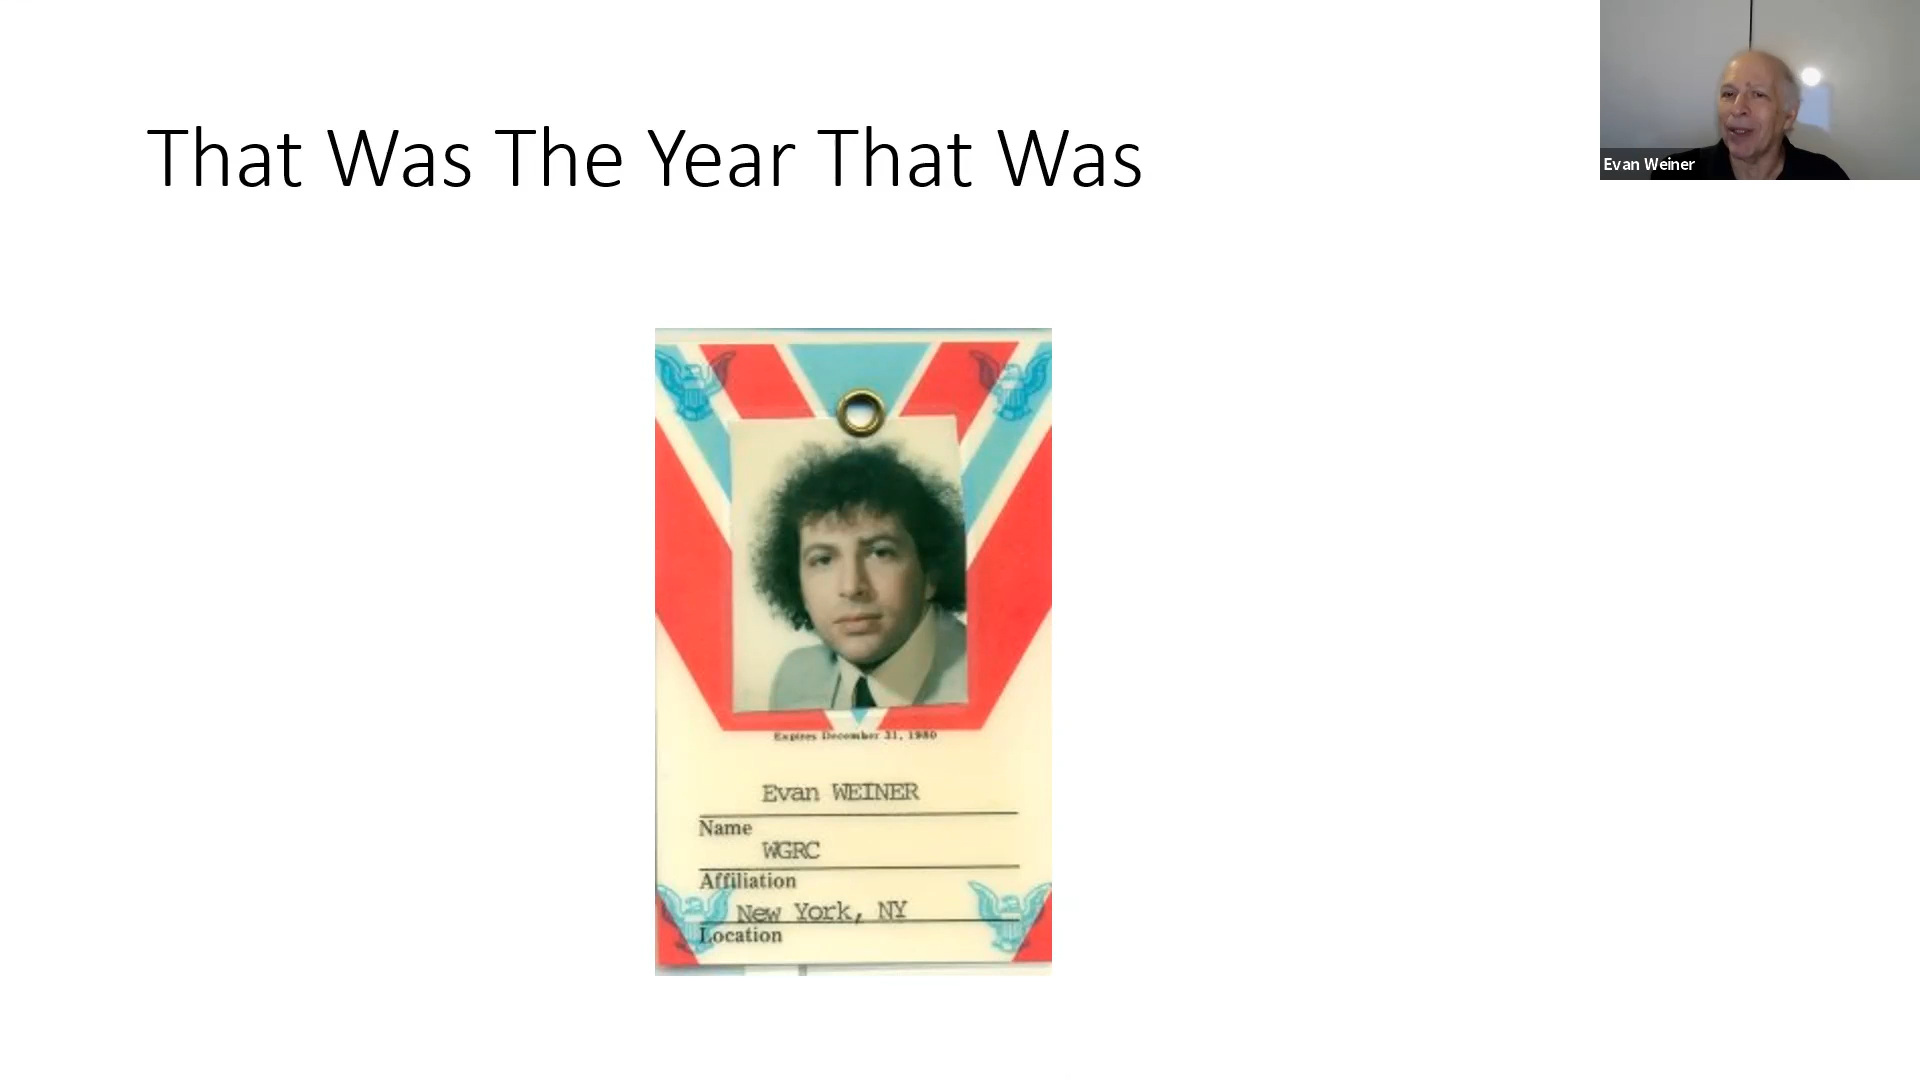 That Was The Year That Was
Evan Weiner
Expires December 31, 1980
Evan WEINER
Name
WGRC
Affiliation
New York, NY
Location